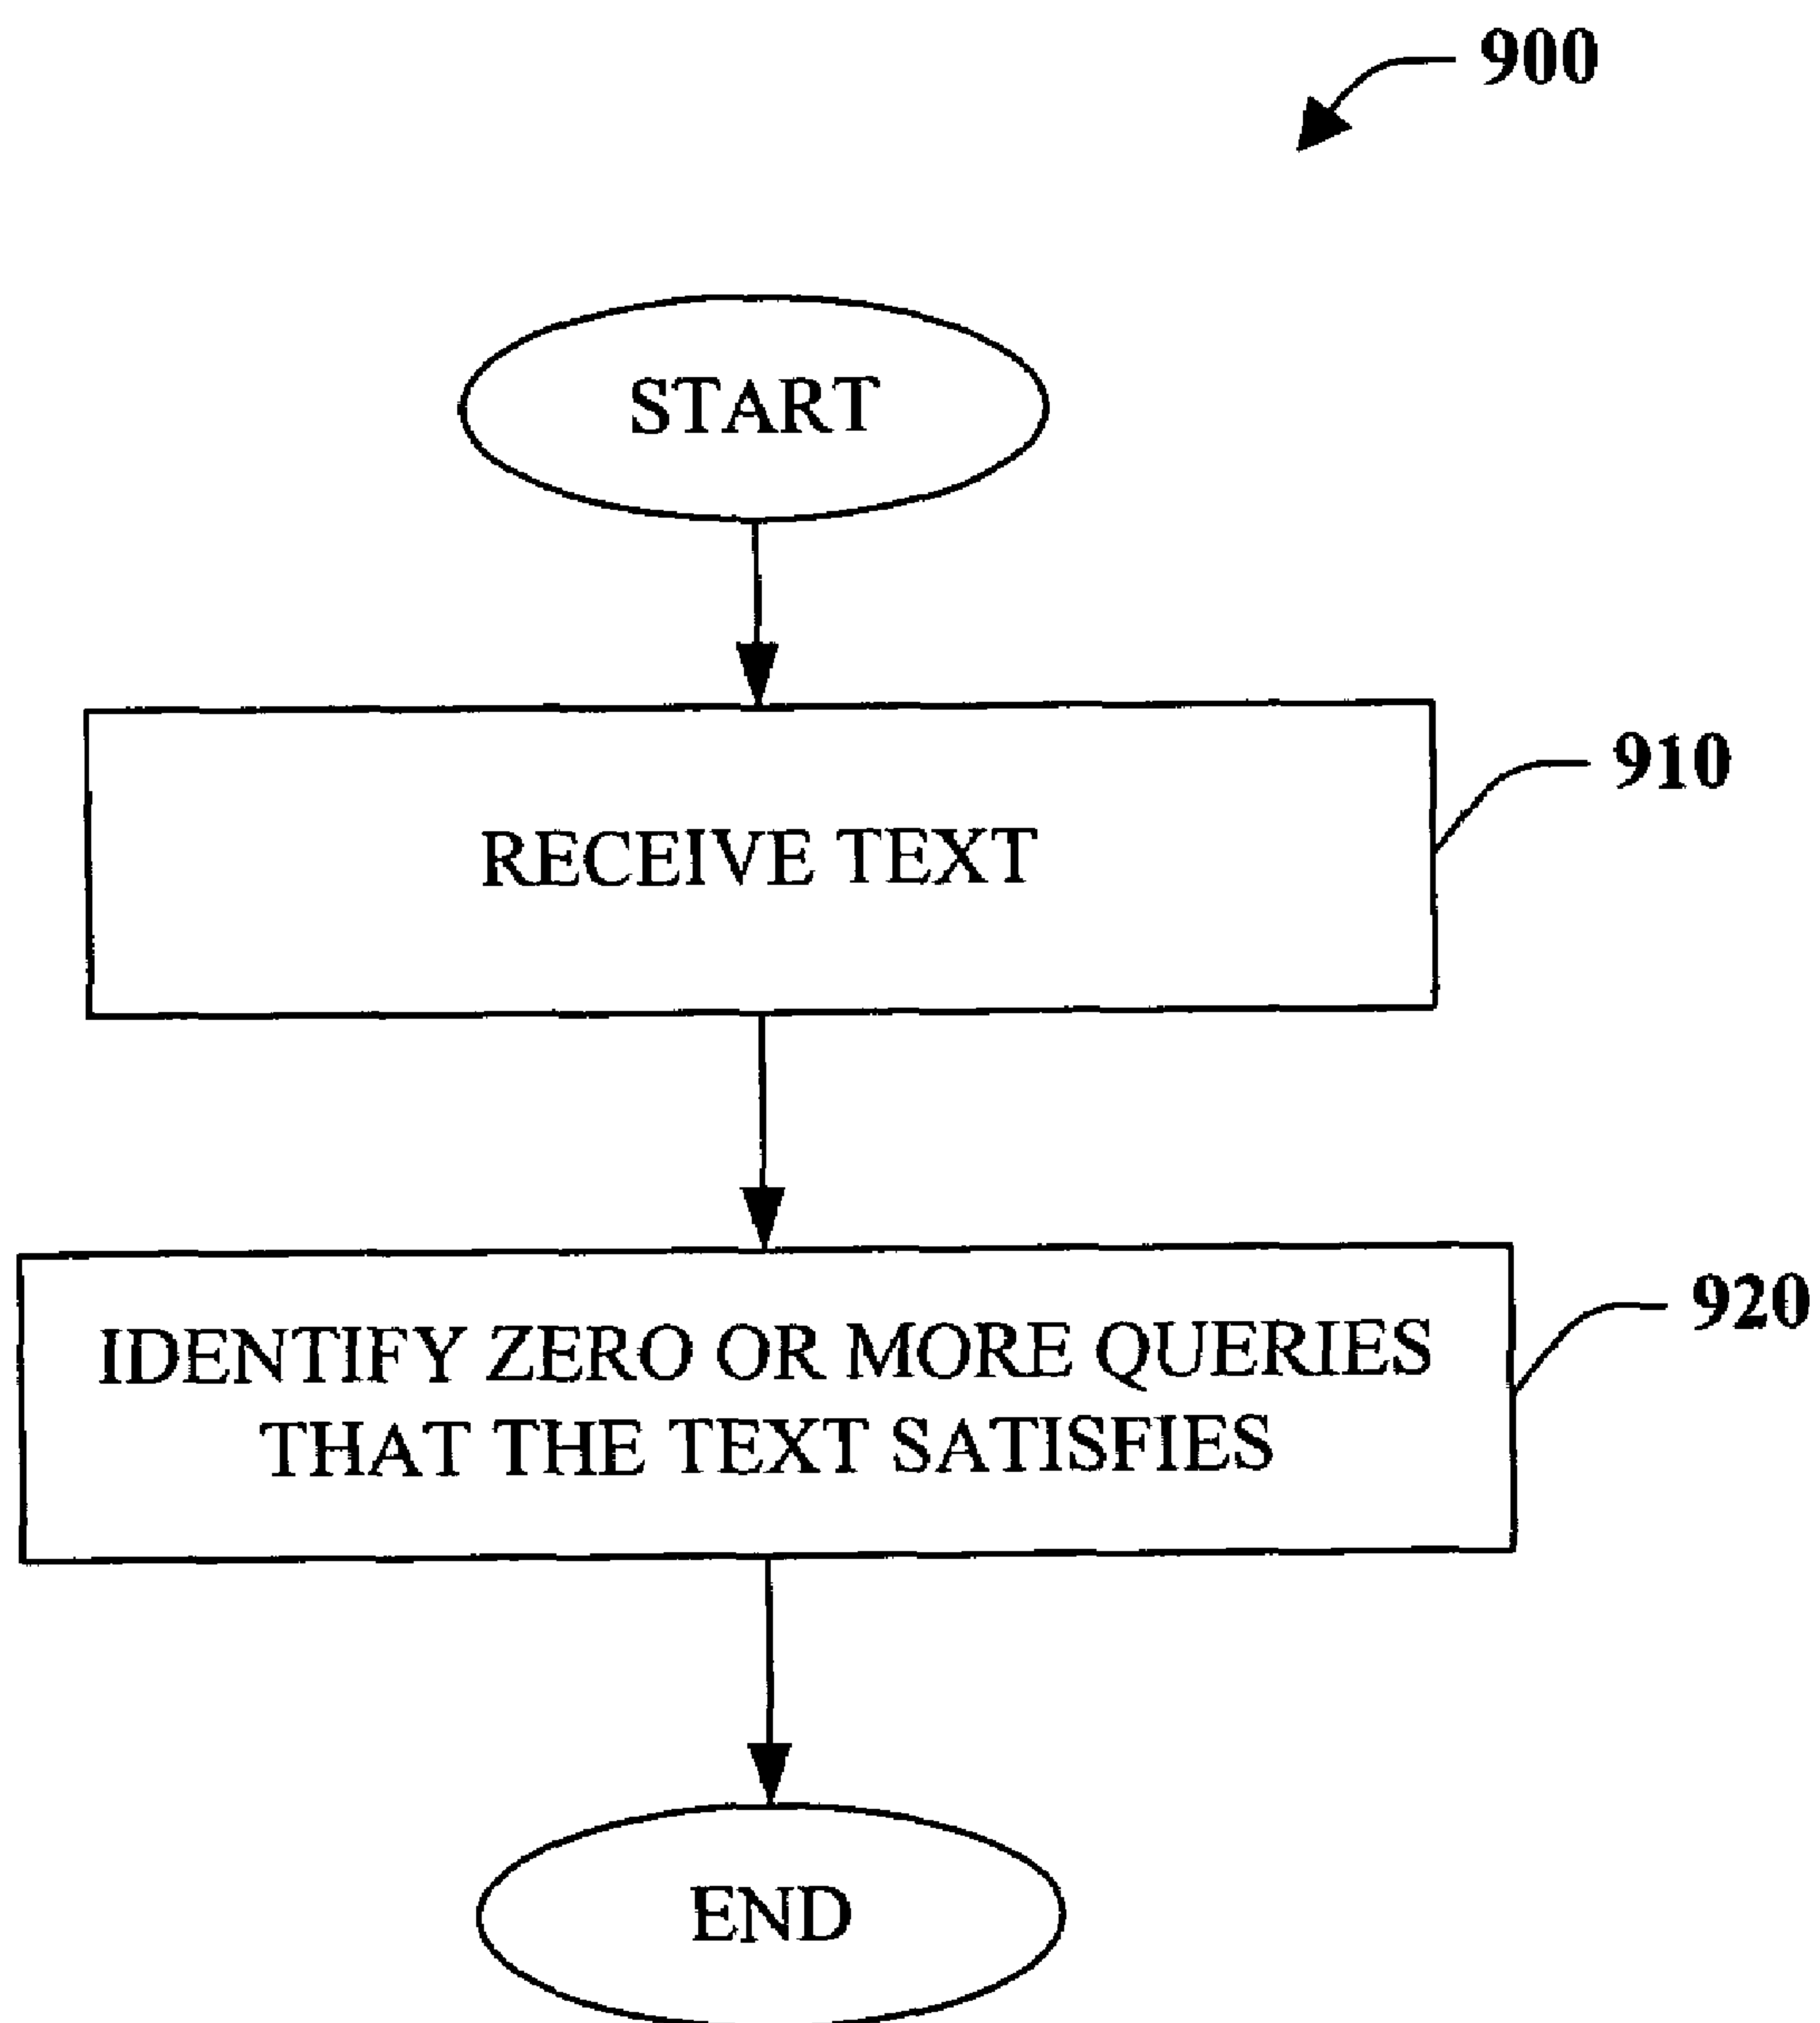 900
START
RECEIVE TEXT
910
IDENTIFY ZERO OR MORE QUERIES
THAT THE TEXT SATISFIES
920
END